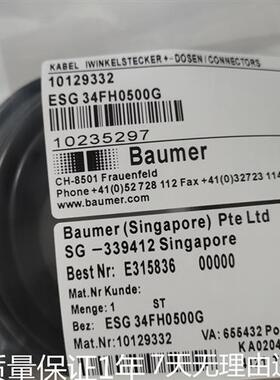 KABEL (WINKELSTECKER+-DOSEN/CONNECTORS
10129332
ESG 34FH0500G
10235297
Baumer
CH-8501 Frauenfeld
Phone +41(0)52 728 112 Fax +41(0)32723 114
www.baumer.com
Baumer (Singapore) Pte Ltd
SG -339412 Singapore
Best Nr: E315836 00000
Mat.Nr Kunde:
Menge: 1 ST
Bez: ESG 34FH0500G
Mat.Nr: 10129332 VA: 655432 Po
KA0204
质量保证1年 7天无理由